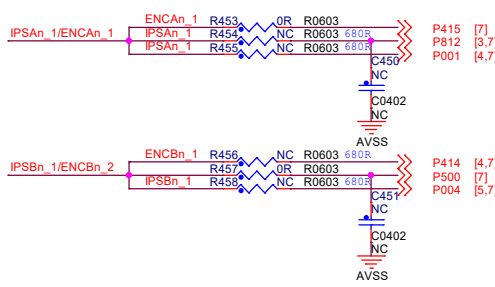 ENCAn_1 R453 0R R0603 P415 [7]
IPSAn_1/ENCAn_1 IPSAn_1 R454 NC R0603 680R P812 [3,7]
IPSAn_1 R455 NC R0603 680R P001 [4,7]
C450
NC
C0402
NC
AVSS
ENCBn_1 R456 NC R0603 680R P414 [4,7]
IPSBn_1/ENCBn_2 R457 0R R0603 P500 [7]
IPSBn_1 R458 NC R0603 680R P004 [5,7]
C451
NC
C0402
NC
AVSS